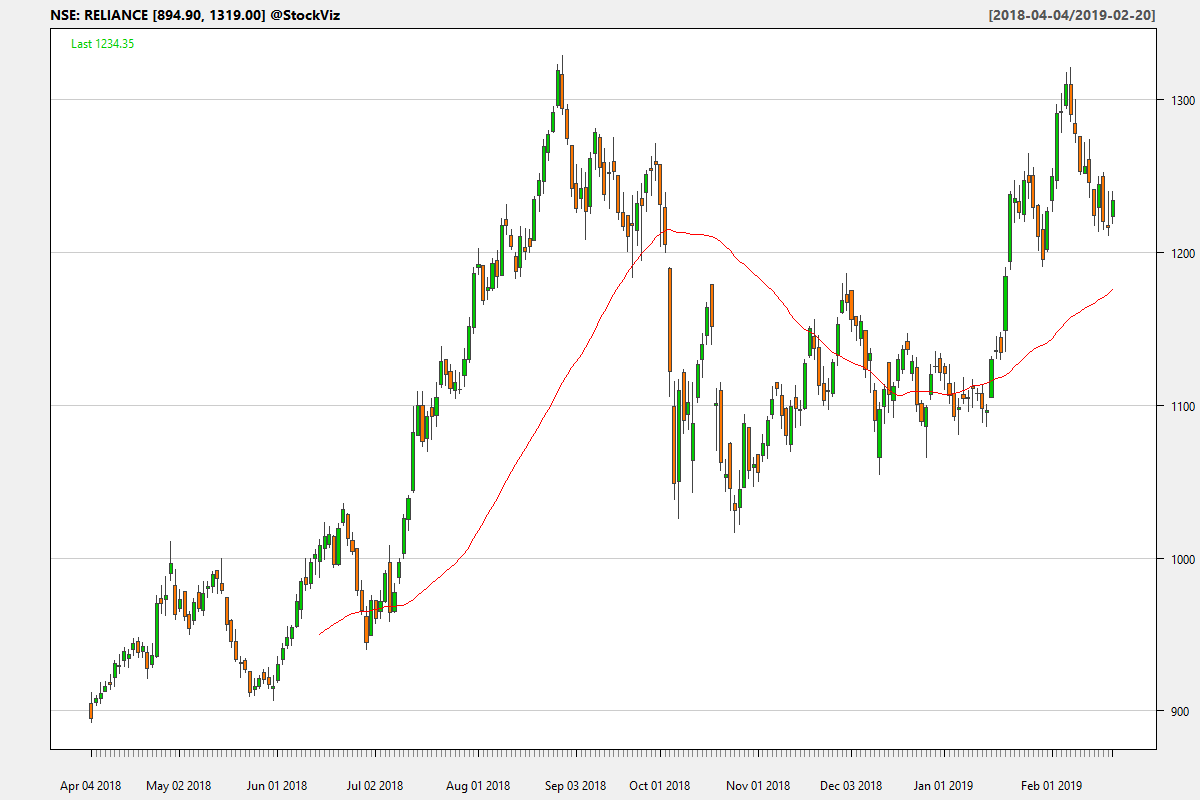 NSE: RELIANCE [894.90, 1319.00] @StockViz
[2018-04-04/2019-02-20]
Last 1234.35
1300
1200
1100
1000
900
Apr 04 2018 May 02 2018 Jun 01 2018 Jul 02 2018 Aug 01 2018 Sep 03 2018 Oct 01 2018 Nov 01 2018 Dec 03 2018 Jan 01 2019 Feb 01 2019